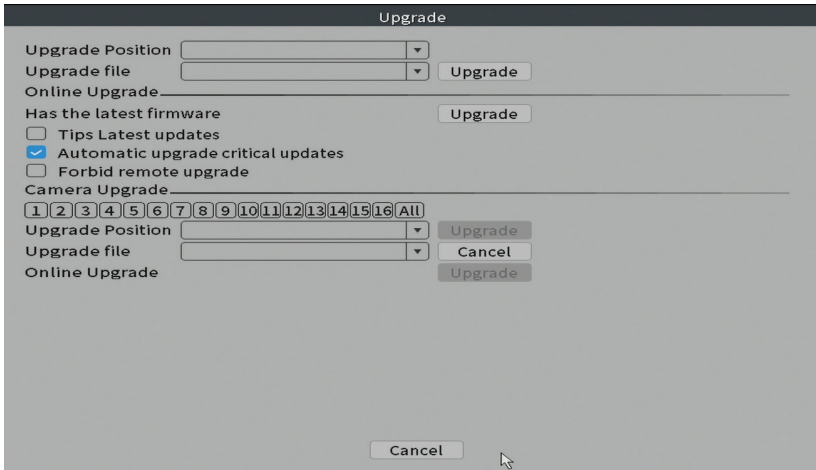 Upgrade
Upgrade Position
Upgrade file Upgrade
Online Upgrade
Has the latest firmware Upgrade
Tips Latest updates
Automatic upgrade critical updates
Forbid remote upgrade
Camera Upgrade
1 2 3 4 5 6 7 8 9 10 11 12 13 14 15 16 All
Upgrade Position Upgrade
Upgrade file Cancel
Online Upgrade Upgrade
Cancel